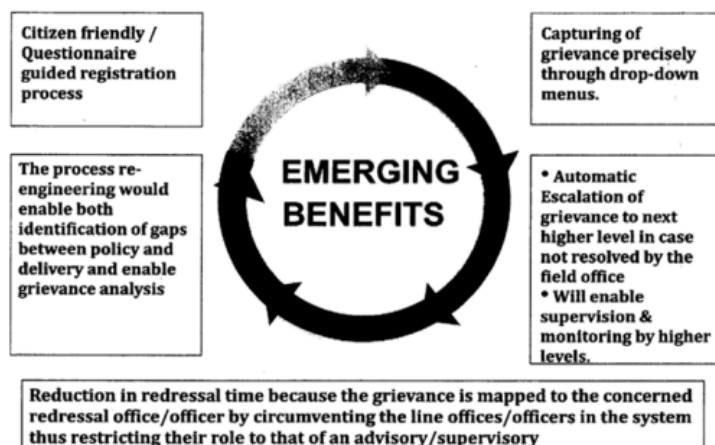 Citizen friendly /
Questionnaire
guided registration
process
Capturing of
grievance precisely
through drop-down
menus.
EMERGING
BENEFITS
The process re-
engineering would
enable both
identification of gaps
between policy and
delivery and enable
grievance analysis
* Automatic
Escalation of
grievance to next
higher level in case
not resolved by the
field office
* Will enable
supervision &
monitoring by higher
levels.
Reduction in redressal time because the grievance is mapped to the concerned
redressal office/officer by circumventing the line offices/officers in the system
thus restricting their role to that of an advisory/supervisory